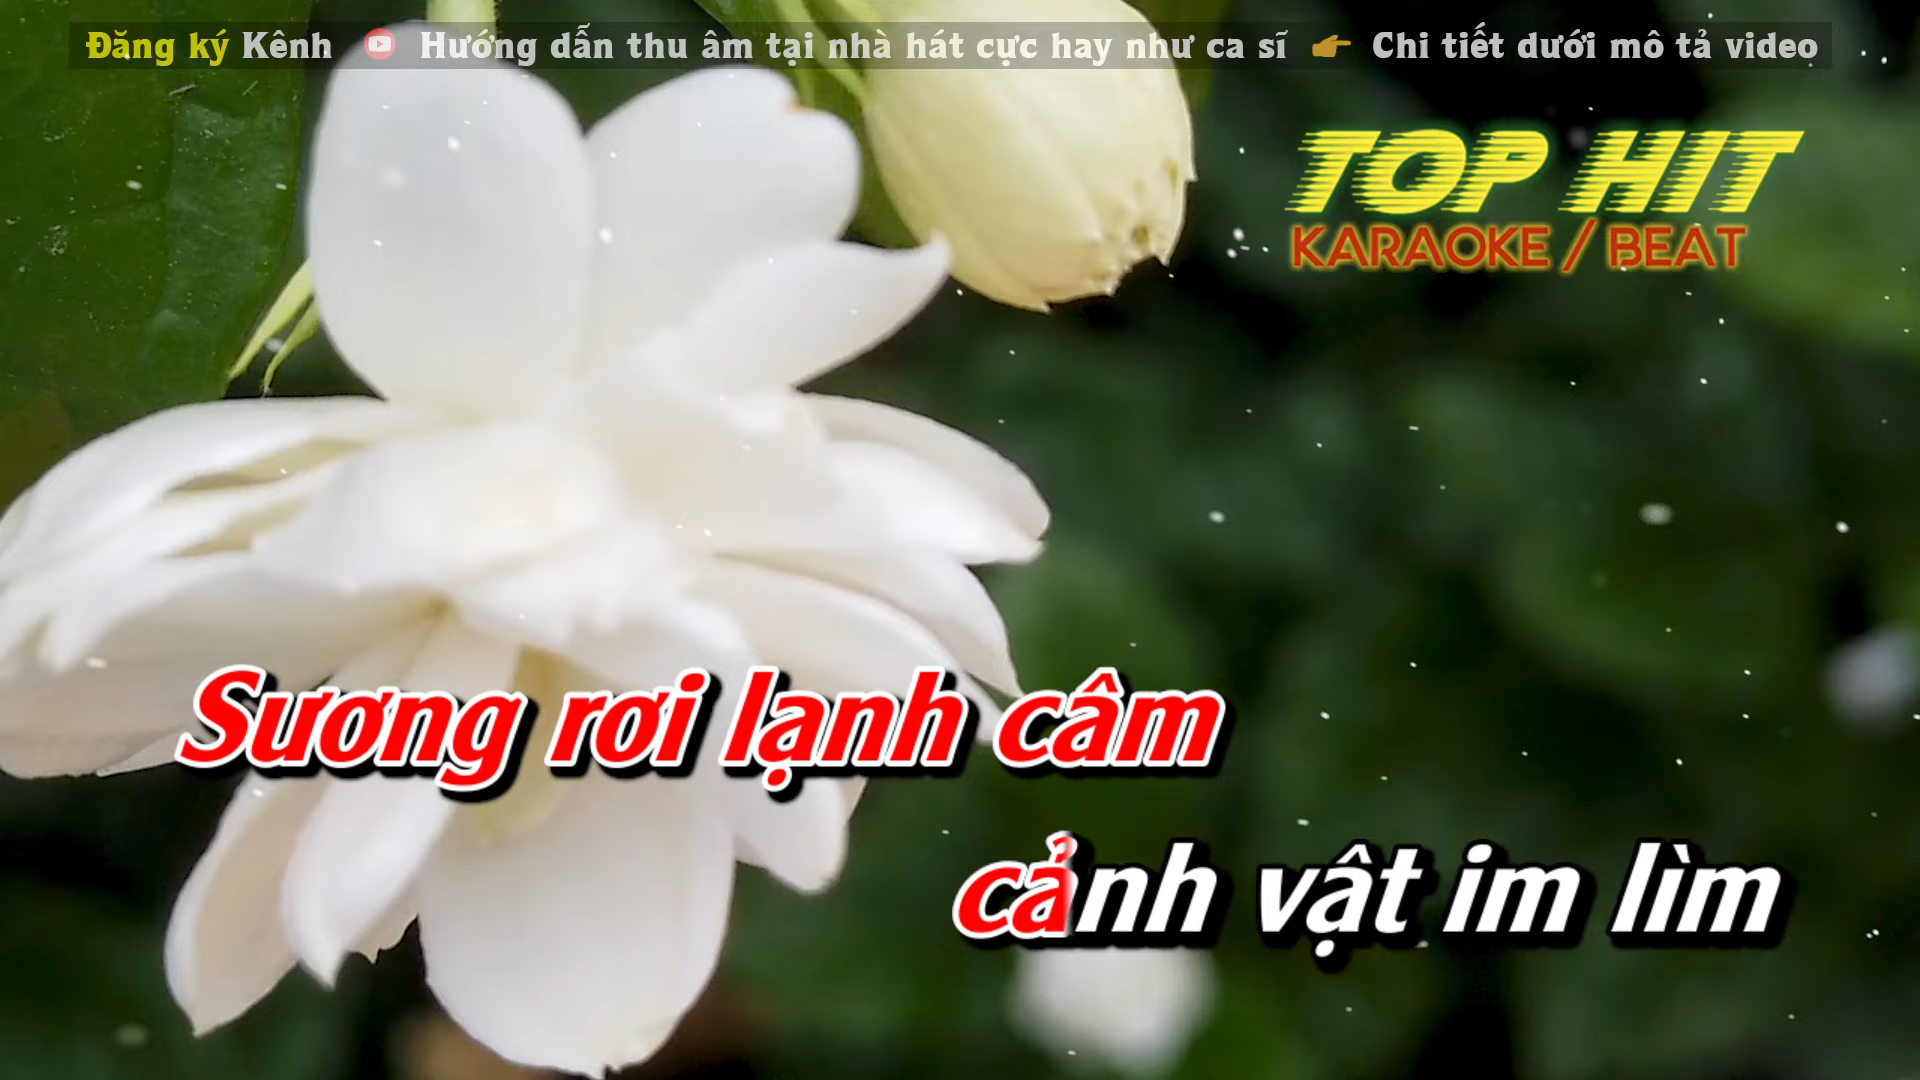 Đăng ký Kênh Hướng dẫn thu âm tại nhà hát cực hay như ca sĩ 👉 Chi tiết dưới mô tả video
TOP HIT
KARAOKE / BEAT
Sương rơi lạnh câm
cảnh vật im lìm